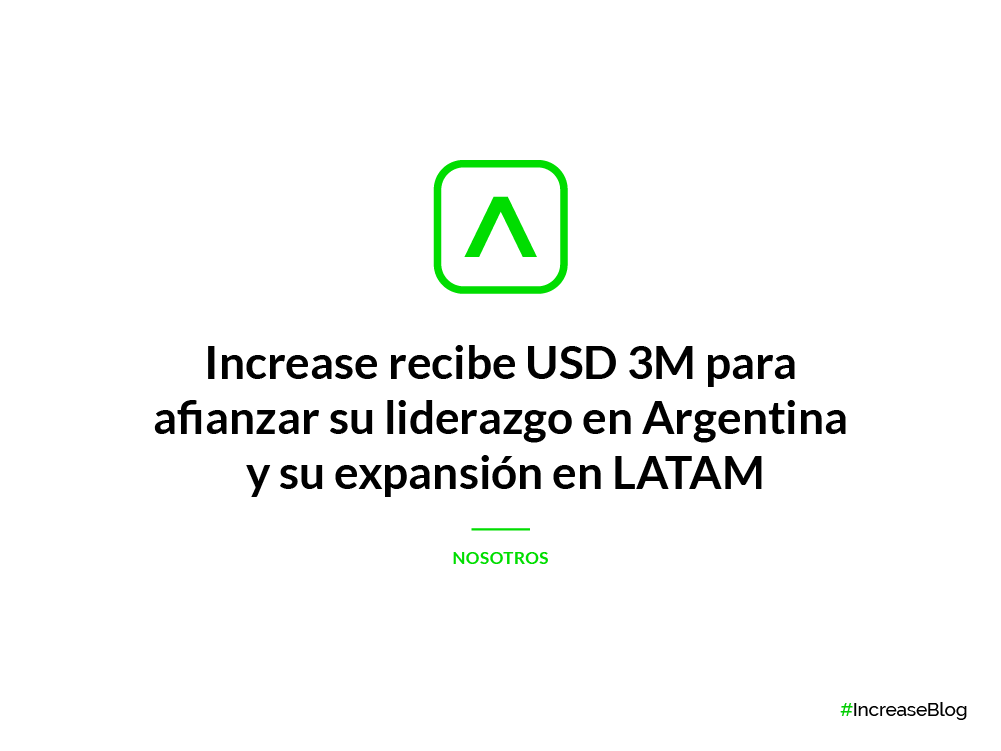 Increase recibe USD 3M para
afianzar su liderazgo en Argentina
y su expansión en LATAM
NOSOTROS
#IncreaseBlog